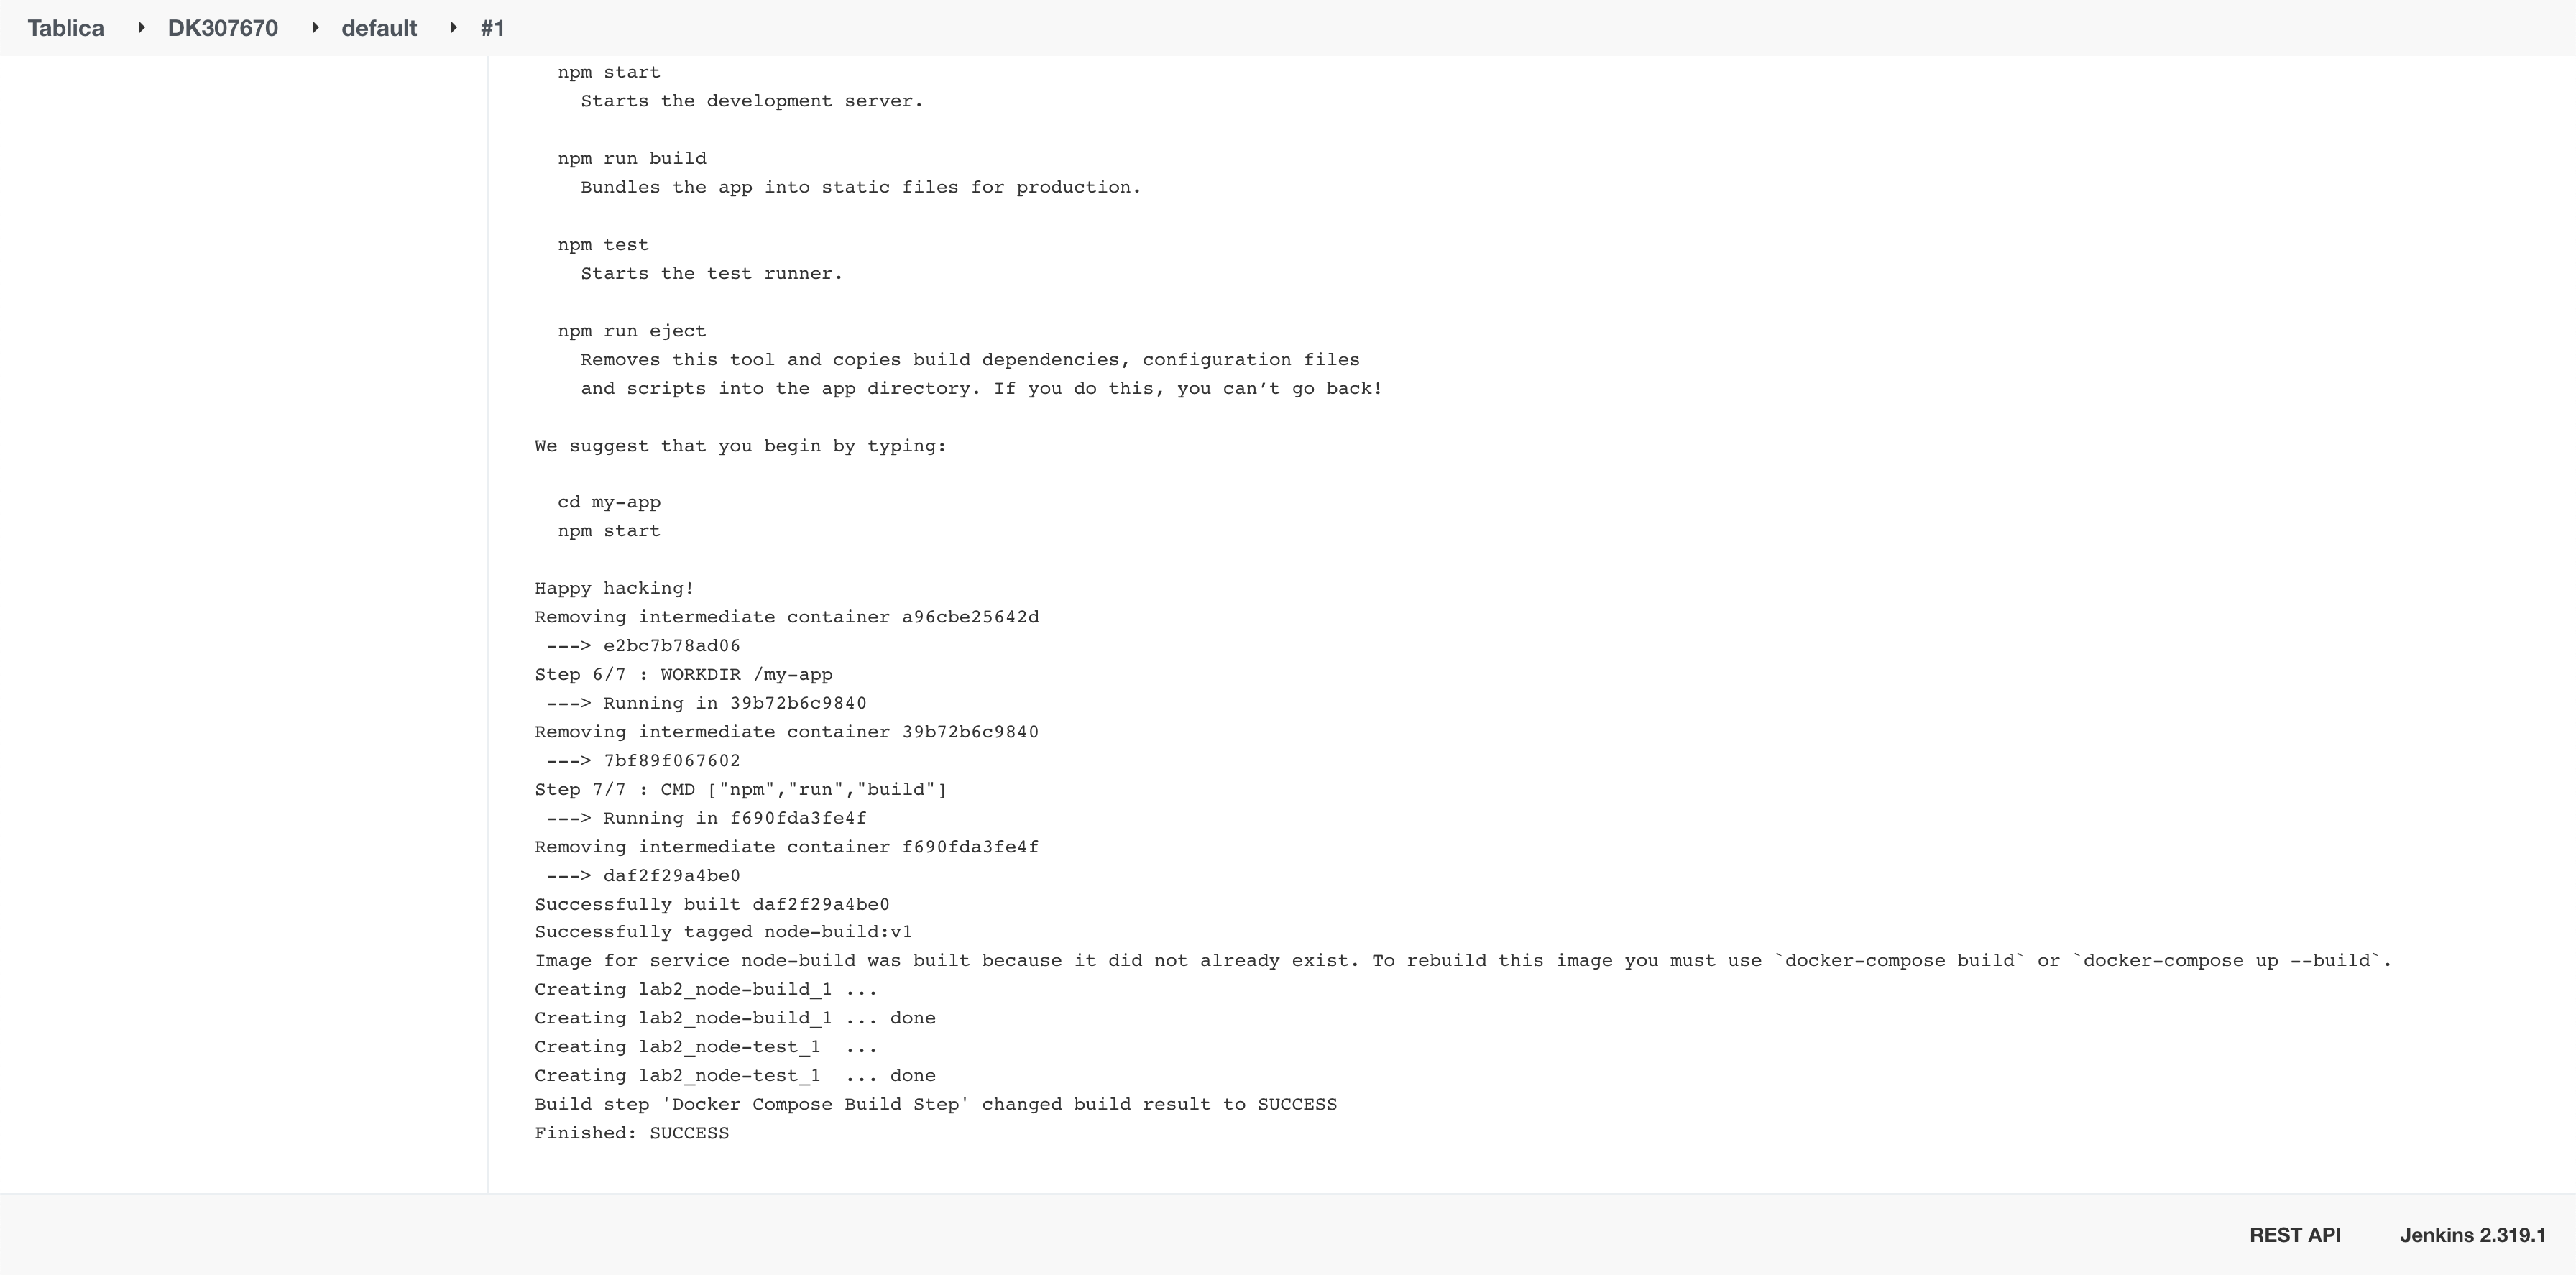 Tablica DK307670 default #1
npm start
Starts the development server.
npm run build
Bundles the app into static files for production.
npm test
Starts the test runner.
npm run eject
Removes this tool and copies build dependencies, configuration files
and scripts into the app directory. If you do this, you can’t go back!
We suggest that you begin by typing:
cd my-app
npm start
Happy hacking!
Removing intermediate container a96cbe25642d
---> e2bc7b78ad06
Step 6/7 : WORKDIR /my-app
---> Running in 39b72b6c9840
Removing intermediate container 39b72b6c9840
---> 7bf89f067602
Step 7/7 : CMD ["npm","run","build"]
---> Running in f690fda3fe4f
Removing intermediate container f690fda3fe4f
---> daf2f29a4be0
Successfully built daf2f29a4be0
Successfully tagged node-build:v1
Image for service node-build was built because it did not already exist. To rebuild this image you must use `docker-compose build` or `docker-compose up --build`.
Creating lab2_node-build_1 ...
Creating lab2_node-build_1 ... done
Creating lab2_node-test_1  ...
Creating lab2_node-test_1  ... done
Build step 'Docker Compose Build Step' changed build result to SUCCESS
Finished: SUCCESS
REST API Jenkins 2.319.1